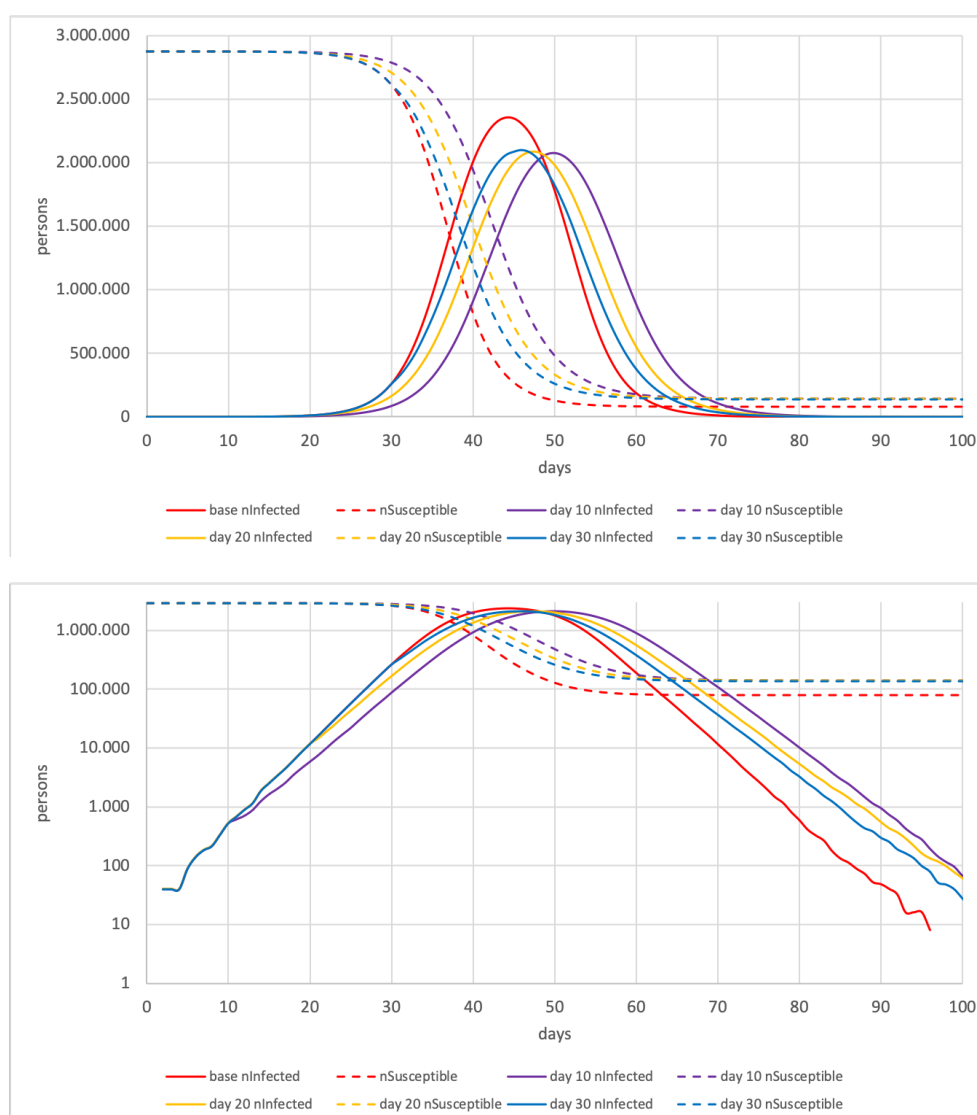 3.000.000
2.500.000
2.000.000
1.500.000
1.000.000
500.000
0
persons
0 10 20 30 40 50 60 70 80 90 100
days
base nInfected nSusceptible day 10 nInfected day 10 nSusceptible
day 20 nInfected day 20 nSusceptible day 30 nInfected day 30 nSusceptible
1.000.000
100.000
10.000
1.000
100
10
1
persons
0 10 20 30 40 50 60 70 80 90 100
days
base nInfected nSusceptible day 10 nInfected day 10 nSusceptible
day 20 nInfected day 20 nSusceptible day 30 nInfected day 30 nSusceptible